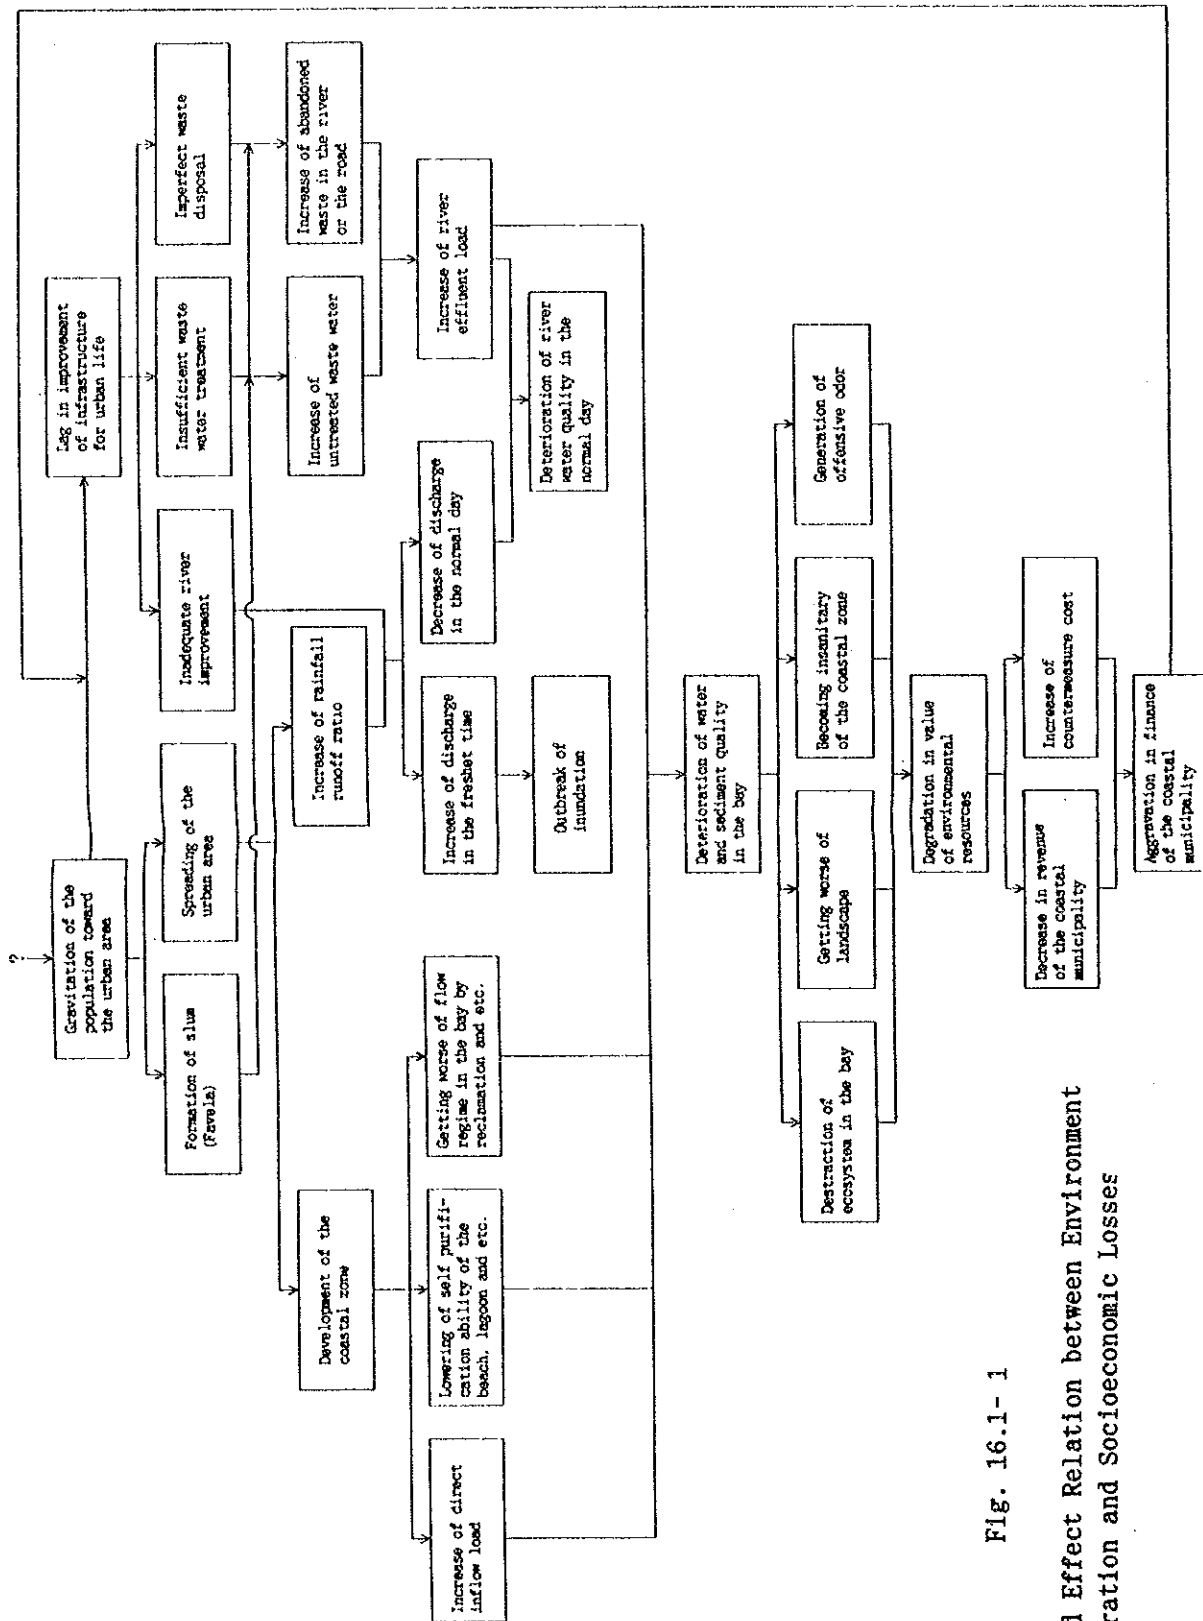 ?
Gravitation of the
population toward
the urban area
Lag in improvement
of infrastructure
for urban life
Formation of slum
(Favela)
Spreading of the
urban area
Inadequate river
improvement
Insufficient waste
water treatment
Imperfect waste
disposal
Development of the
coastal zone
Increase of rainfall
runoff ratio
Increase of
untreated waste water
Increase of abandoned
waste in the river
or the road
Increase of direct
inflow load
Lowering of self purifi-
cation ability of the
beach, lagoon and etc.
Getting worse of flow
regime in the bay by
reclamation and etc.
Increase of discharge
in the freshet time
Decrease of discharge
in the normal day
Increase of river
effluent load
Outbreak of
inundation
Deterioration of river
water quality in the
normal day
Deterioration of water
and sediment quality
in the bay
Destraction of
ecosystem in the bay
Getting worse of
landscape
Becoming insanitary
of the coastal zone
Generation of
offensive odor
Degradation in value
of environmental
resources
Decrease in revenue
of the coastal
municipality
Increase of
countermeasure cost
Aggravation in finance
of the coastal
municipality
Fig. 16.1- 1
Effect Relation between Environment
ration and Socioeconomic Losses